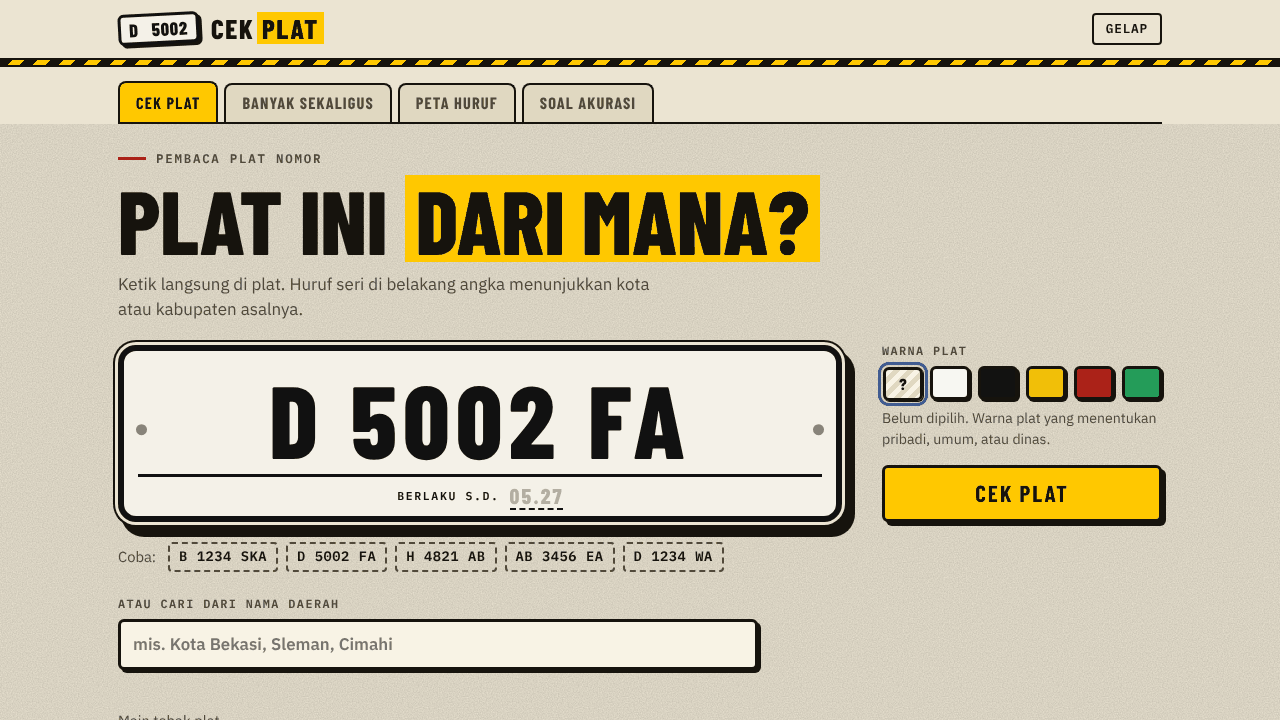 D 5002 CEK PLAT
GELAP
CEK PLAT
BANYAK SEKALIGUS
PETA HURUF
SOAL AKURASI
PEMBACA PLAT NOMOR
PLAT INI DARI MANA?
Ketik langsung di plat. Huruf seri di belakang angka menunjukkan kota
atau kabupaten asalnya.
D 5002 FA
BERLAKU S.D. 05.27
WARNA PLAT
?
Belum dipilih. Warna plat yang menentukan
pribadi, umum, atau dinas.
CEK PLAT
Coba: B 1234 SKA D 5002 FA H 4821 AB AB 3456 EA D 1234 WA
ATAU CARI DARI NAMA DAERAH
mis. Kota Bekasi, Sleman, Cimahi
Main tebak plat